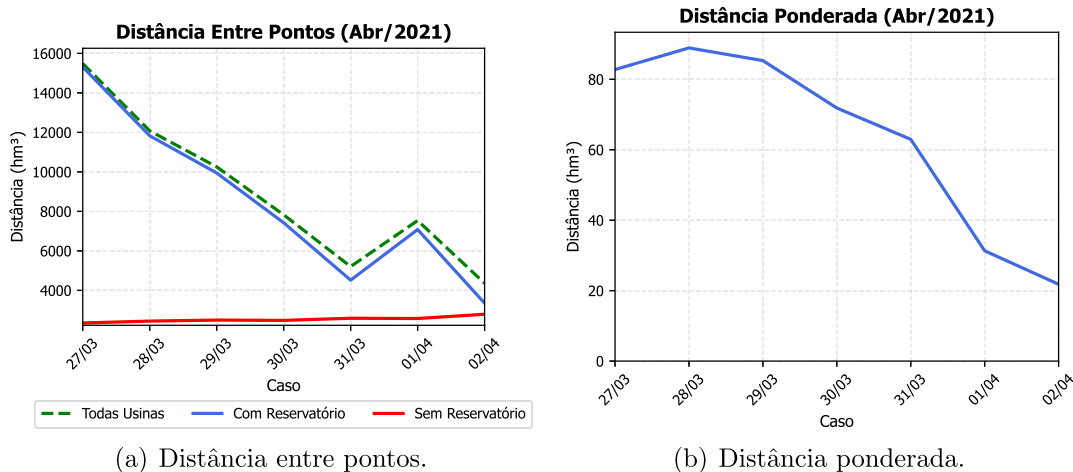 Distância Entre Pontos (Abr/2021)
Distância (hm³)
16000
14000
12000
10000
8000
6000
4000
27/03
28/03
29/03
30/03
31/03
01/04
02/04
Caso
Todas Usinas
Com Reservatório
Sem Reservatório
(a) Distância entre pontos.
Distância Ponderada (Abr/2021)
Distância (hm³)
80
60
40
20
0
27/03
28/03
29/03
30/03
31/03
01/04
02/04
Caso
(b) Distância ponderada.